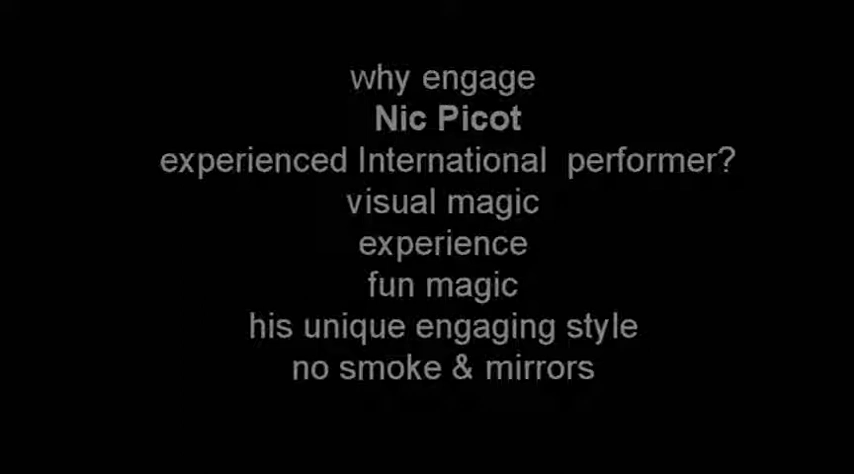 why engage
Nic Picot
experienced International  performer?
visual magic
experience
fun magic
his unique engaging style
no smoke & mirrors